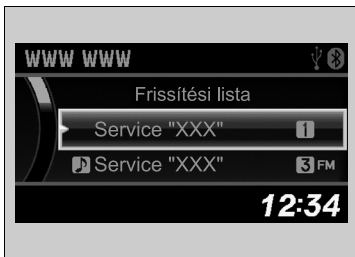 WWW WWW
Frissítési lista
Service "XXX" 1
Service "XXX" 3 FM
12:34